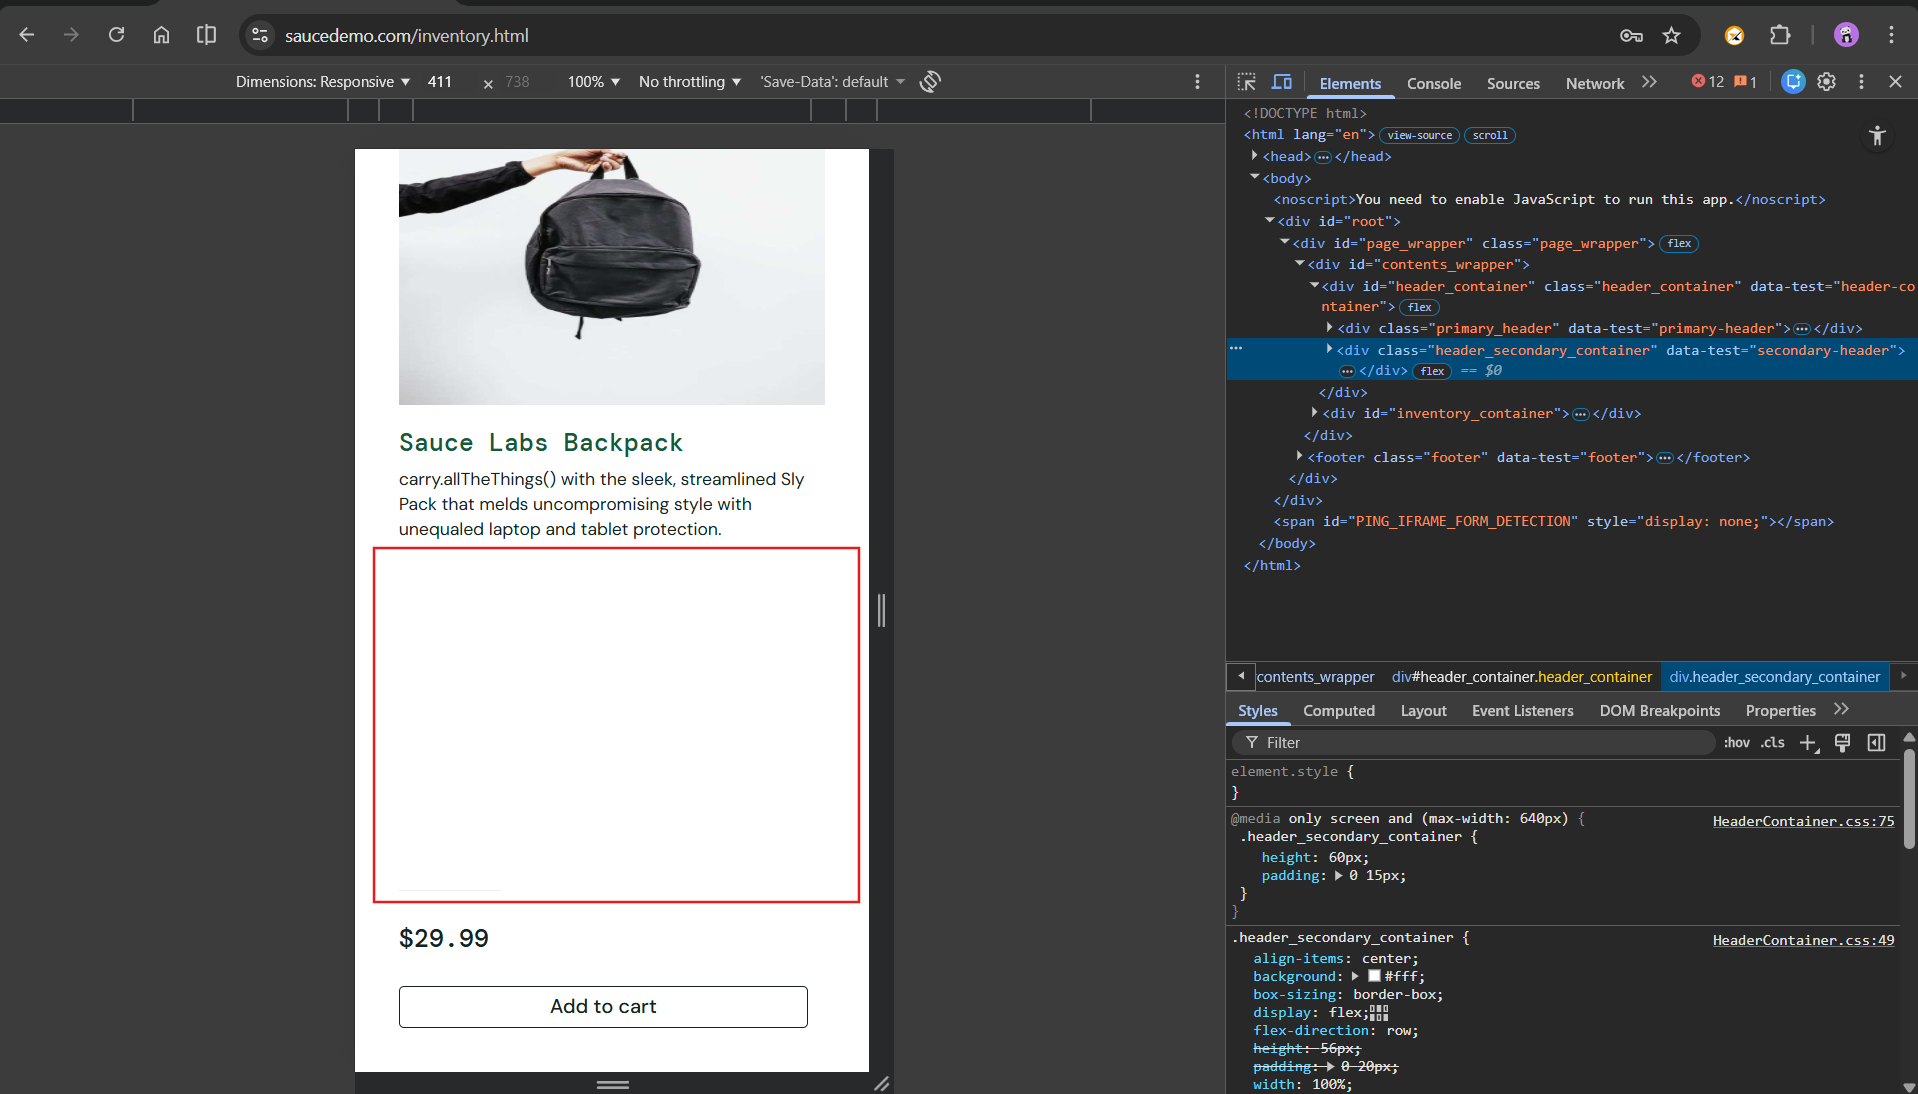 saucedemo.com/inventory.html
Dimensions: Responsive ▼ 411 × 738 100% ▼ No throttling ▼ 'Save-Data': default ▼
Elements Console Sources Network 12 1
<!DOCTYPE html>
<html lang="en"> view-source scroll
<head> ··· </head>
<body>
<noscript>You need to enable JavaScript to run this app.</noscript>
<div id="root">
<div id="page_wrapper" class="page_wrapper"> flex
<div id="contents_wrapper">
<div id="header_container" class="header_container" data-test="header-co
ntainer"> flex
<div class="primary_header" data-test="primary-header"> ··· </div>
··· <div class="header_secondary_container" data-test="secondary-header">
··· </div> flex == $0
</div>
<div id="inventory_container"> ··· </div>
</div>
<footer class="footer" data-test="footer"> ··· </footer>
</div>
</div>
<span id="PING_IFRAME_FORM_DETECTION" style="display: none;"></span>
</body>
</html>
contents_wrapper div#header_container.header_container div.header_secondary_container
Styles Computed Layout Event Listeners DOM Breakpoints Properties
Filter :hov .cls
element.style {
}
@media only screen and (max-width: 640px) { HeaderContainer.css:75
.header_secondary_container {
height: 60px;
padding: 0 15px;
}
}
.header_secondary_container { HeaderContainer.css:49
align-items: center;
background: #fff;
box-sizing: border-box;
display: flex;
flex-direction: row;
height: 56px;
padding: 0 20px;
width: 100%;
Sauce Labs Backpack
carry.allTheThings() with the sleek, streamlined Sly
Pack that melds uncompromising style with
unequaled laptop and tablet protection.
$29.99
Add to cart